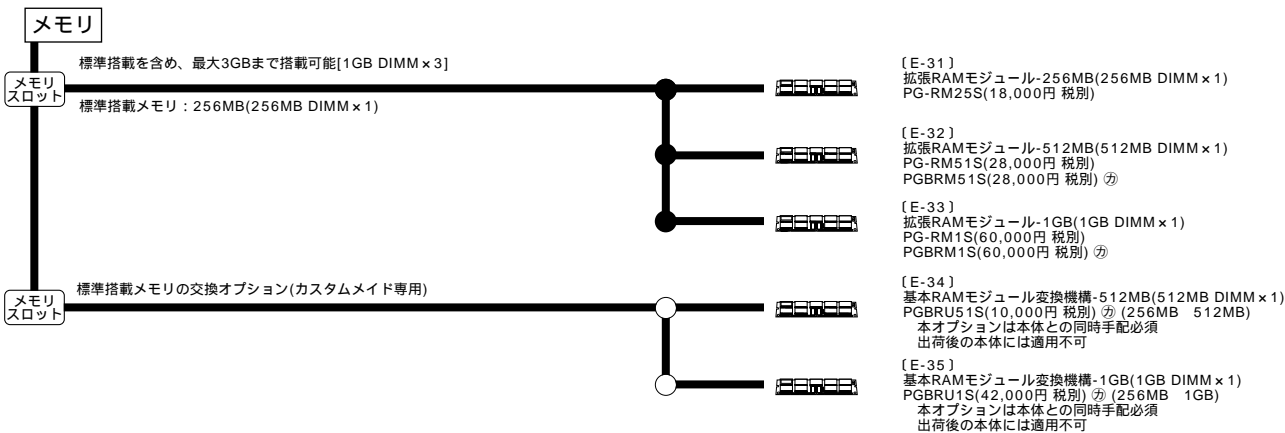 メモリ
標準搭載を含め、最大3GBまで搭載可能[1GB DIMM×3]
メモリ
スロット
標準搭載メモリ:256MB(256MB DIMM×1)
〔E-31〕
拡張RAMモジュール-256MB(256MB DIMM×1)
PG-RM25S(18,000円 税別)
〔E-32〕
拡張RAMモジュール-512MB(512MB DIMM×1)
PG-RM51S(28,000円 税別)
PGBRM51S(28,000円 税別) ㋕
〔E-33〕
拡張RAMモジュール-1GB(1GB DIMM×1)
PG-RM1S(60,000円 税別)
PGBRM1S(60,000円 税別) ㋕
メモリ
スロット
標準搭載メモリの交換オプション(カスタムメイド専用)
〔E-34〕
基本RAMモジュール変換機構-512MB(512MB DIMM×1)
PGBRU51S(10,000円 税別) ㋕ (256MB 512MB)
本オプションは本体との同時手配必須
出荷後の本体には適用不可
〔E-35〕
基本RAMモジュール変換機構-1GB(1GB DIMM×1)
PGBRU1S(42,000円 税別) ㋕ (256MB 1GB)
本オプションは本体との同時手配必須
出荷後の本体には適用不可